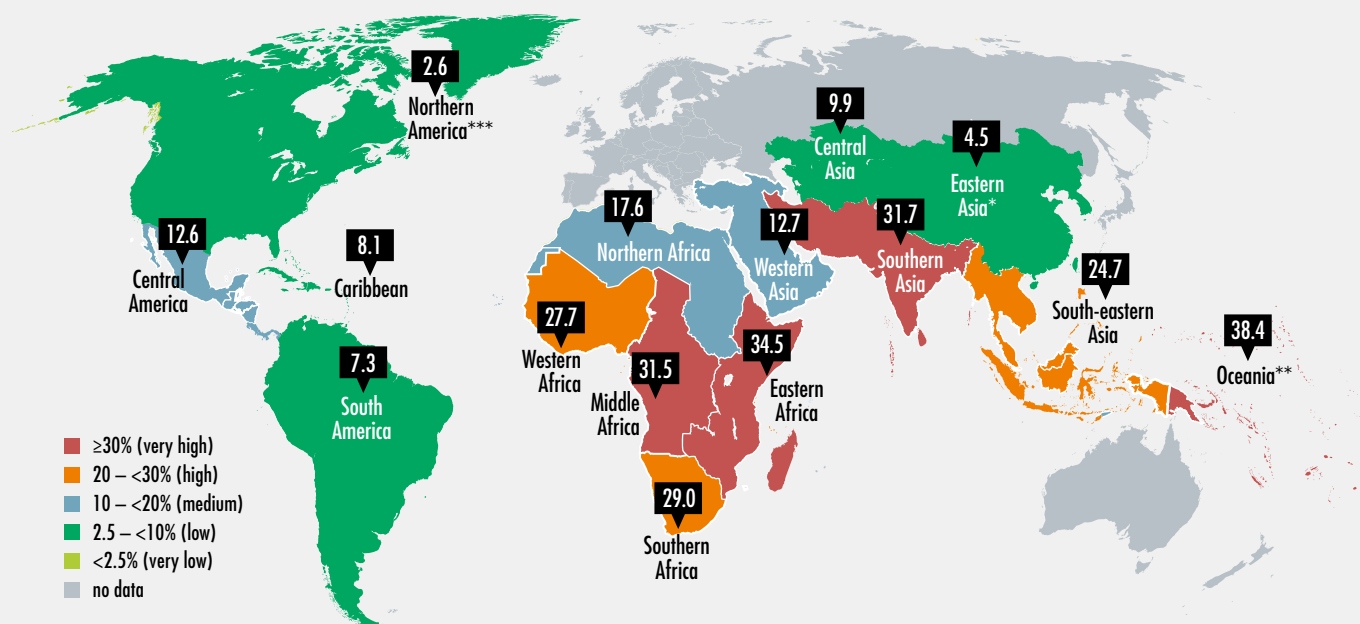 2.6
Northern
America***
9.9
Central
Asia
4.5
Eastern
Asia*
12.6
Central
America
8.1
Caribbean
17.6
Northern Africa
12.7
Western
Asia
31.7
Southern
Asia
24.7
South-eastern
Asia
27.7
Western
Africa
31.5
Middle
Africa
34.5
Eastern
Africa
38.4
Oceania**
7.3
South
America
29.0
Southern
Africa
≥30% (very high)
20 – <30% (high)
10 – <20% (medium)
2.5 – <10% (low)
<2.5% (very low)
no data